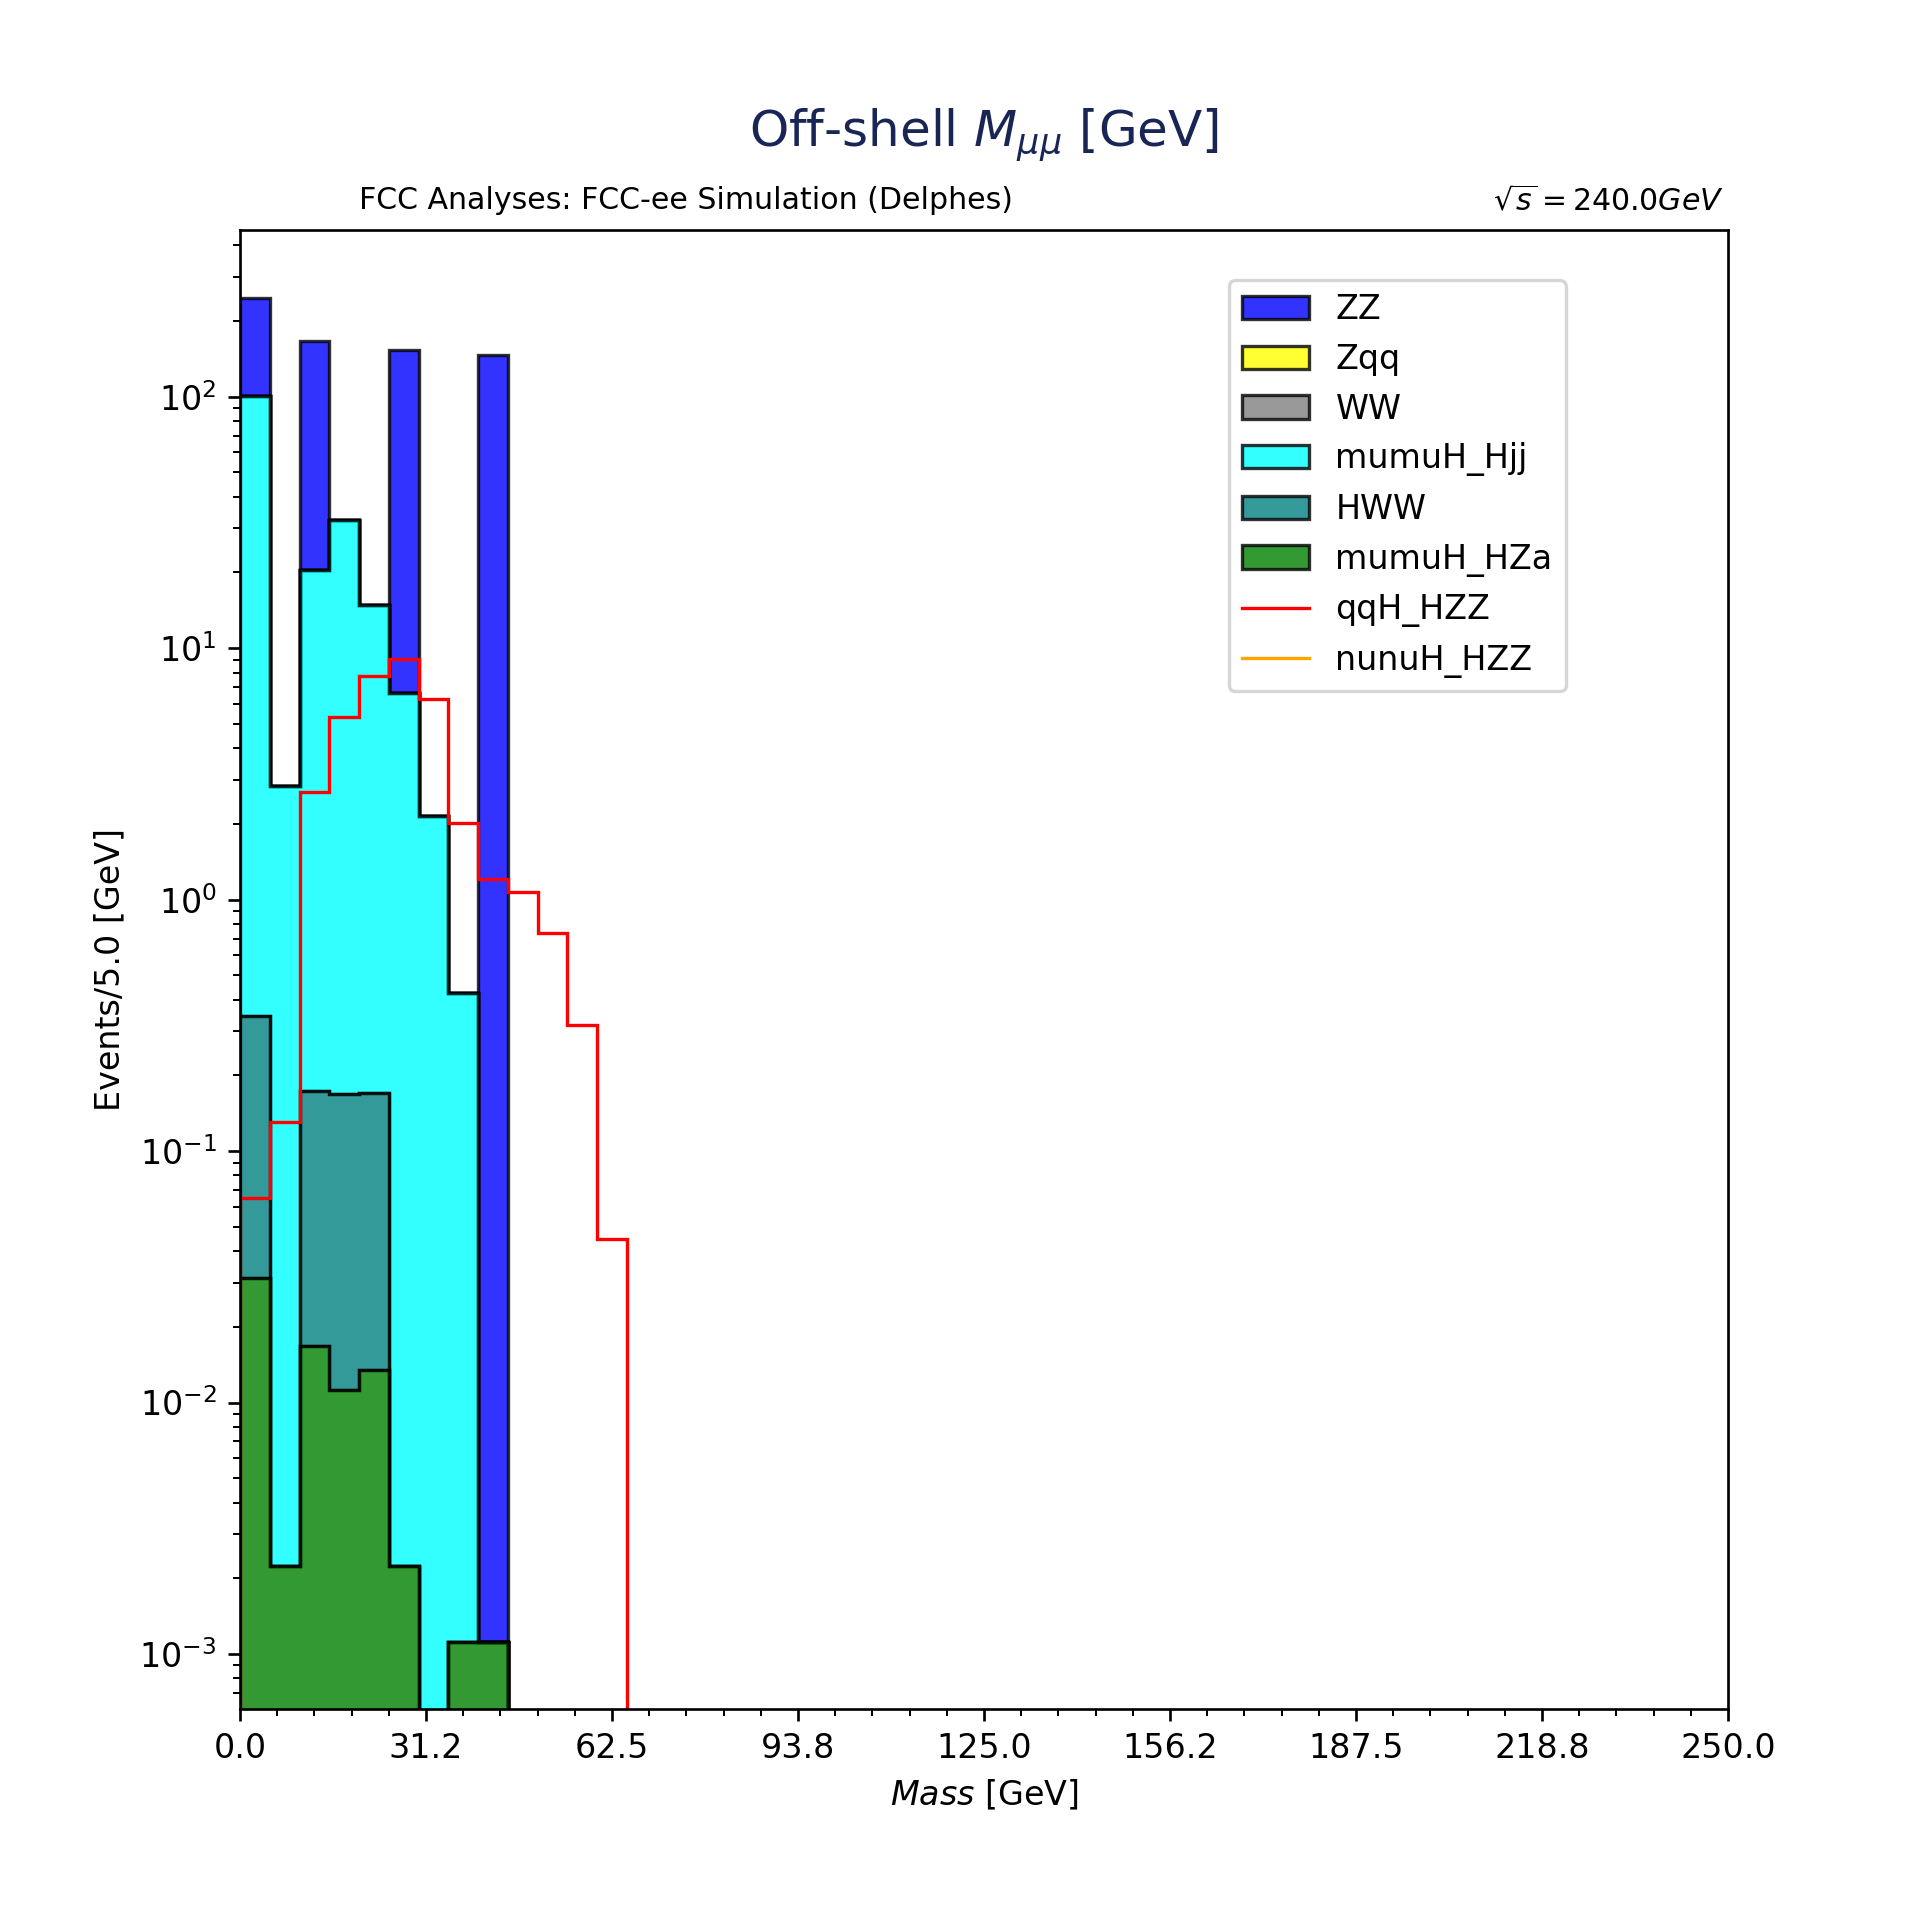 Off-shell $M_{\mu\mu}$ [GeV]
FCC Analyses: FCC-ee Simulation (Delphes)
$\sqrt{s} = 240.0GeV$
ZZ
Zqq
WW
mumuH_Hjj
HWW
mumuH_HZa
qqH_HZZ
nunuH_HZZ
Events/5.0 [GeV]
$10^{2}$
$10^{1}$
$10^{0}$
$10^{-1}$
$10^{-2}$
$10^{-3}$
0.0 31.2 62.5 93.8 125.0 156.2 187.5 218.8 250.0
Mass [GeV]